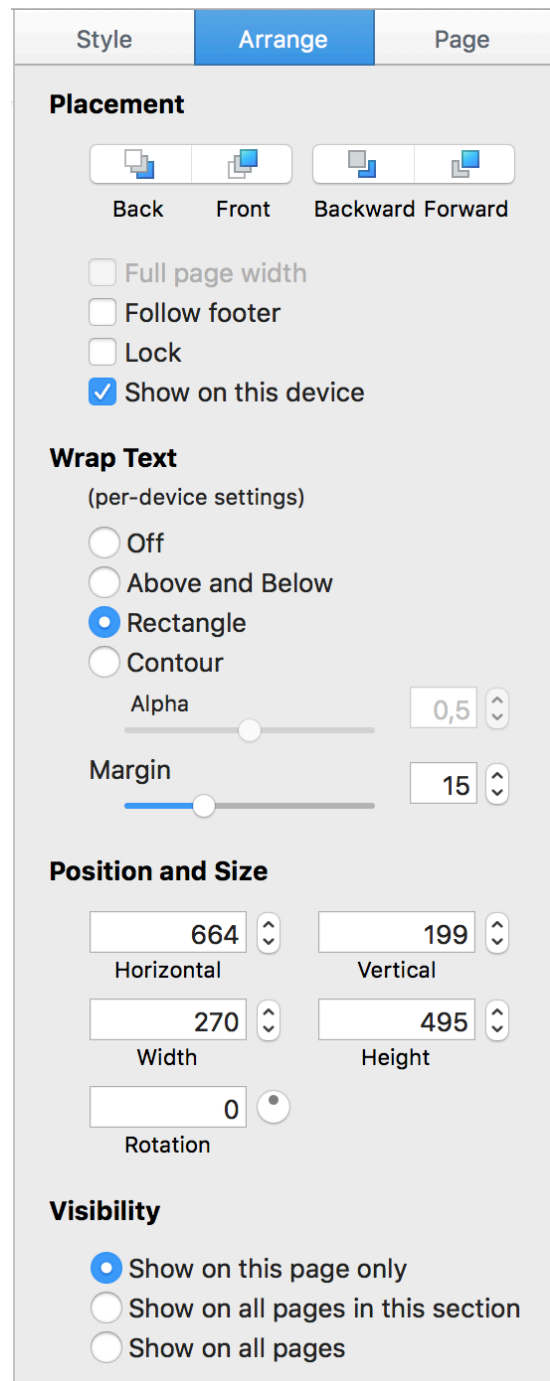 Style Arrange Page
Placement
Back Front Backward Forward
Full page width
Follow footer
Lock
Show on this device
Wrap Text
(per-device settings)
Off
Above and Below
Rectangle
Contour
Alpha
0,5
Margin
15
Position and Size
664 199
Horizontal Vertical
270 495
Width Height
0
Rotation
Visibility
Show on this page only
Show on all pages in this section
Show on all pages